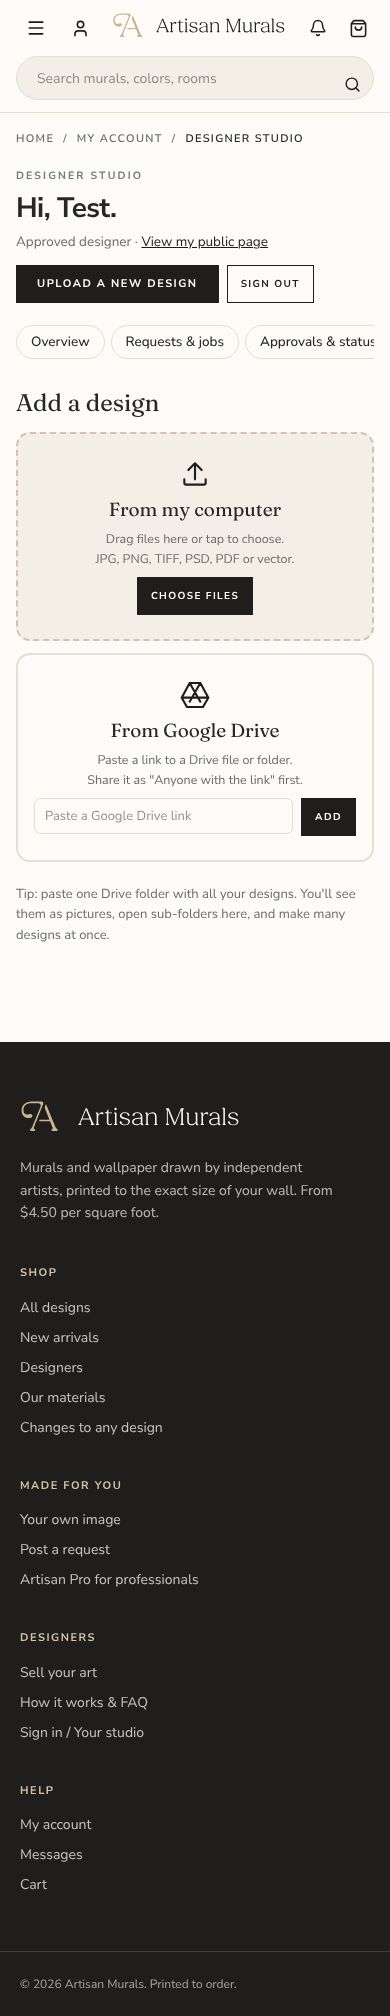 Artisan Murals
Search murals, colors, rooms
HOME / MY ACCOUNT / DESIGNER STUDIO
DESIGNER STUDIO
Hi, Test.
Approved designer · View my public page
UPLOAD A NEW DESIGN SIGN OUT
Overview Requests & jobs Approvals & status
Add a design
From my computer
Drag files here or tap to choose.
JPG, PNG, TIFF, PSD, PDF or vector.
CHOOSE FILES
From Google Drive
Paste a link to a Drive file or folder.
Share it as "Anyone with the link" first.
Paste a Google Drive link ADD
Tip: paste one Drive folder with all your designs. You'll see
them as pictures, open sub-folders here, and make many
designs at once.
Artisan Murals
Murals and wallpaper drawn by independent
artists, printed to the exact size of your wall. From
$4.50 per square foot.
SHOP
All designs
New arrivals
Designers
Our materials
Changes to any design
MADE FOR YOU
Your own image
Post a request
Artisan Pro for professionals
DESIGNERS
Sell your art
How it works & FAQ
Sign in / Your studio
HELP
My account
Messages
Cart
© 2026 Artisan Murals. Printed to order.